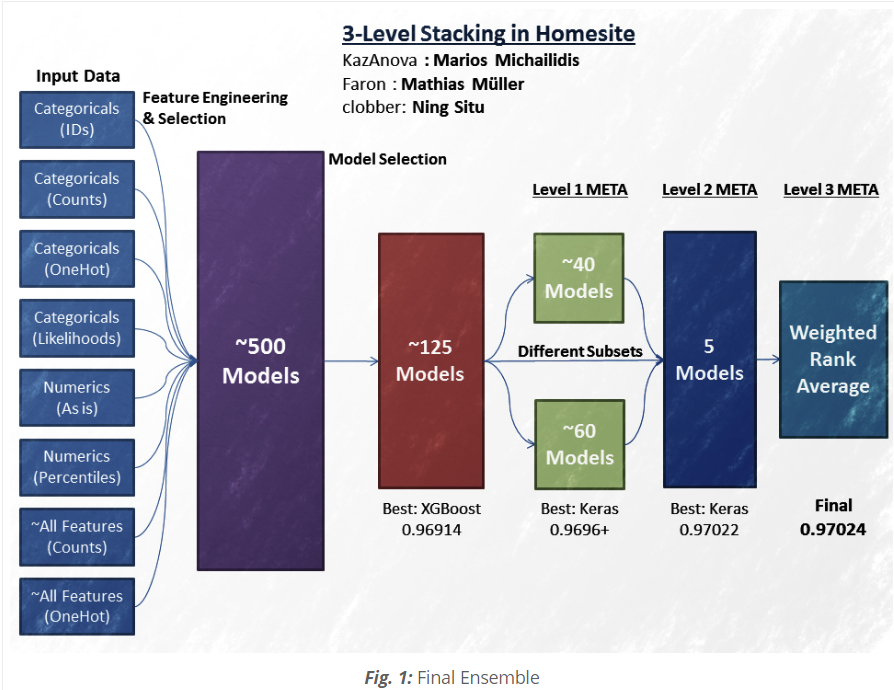 3-Level Stacking in Homesite
KazAnova : Marios Michailidis
Faron : Mathias Müller
clobber: Ning Situ
Input Data
Categoricals
(IDs)
Categoricals
(Counts)
Categoricals
(OneHot)
Categoricals
(Likelihoods)
Numerics
(As is)
Numerics
(Percentiles)
~All Features
(Counts)
~All Features
(OneHot)
Feature Engineering
& Selection
~500
Models
Model Selection
~125
Models
Best: XGBoost
0.96914
Level 1 META
~40
Models
Different Subsets
~60
Models
Best: Keras
0.9696+
Level 2 META
5
Models
Best: Keras
0.97022
Level 3 META
Weighted
Rank
Average
Final
0.97024
Fig. 1: Final Ensemble